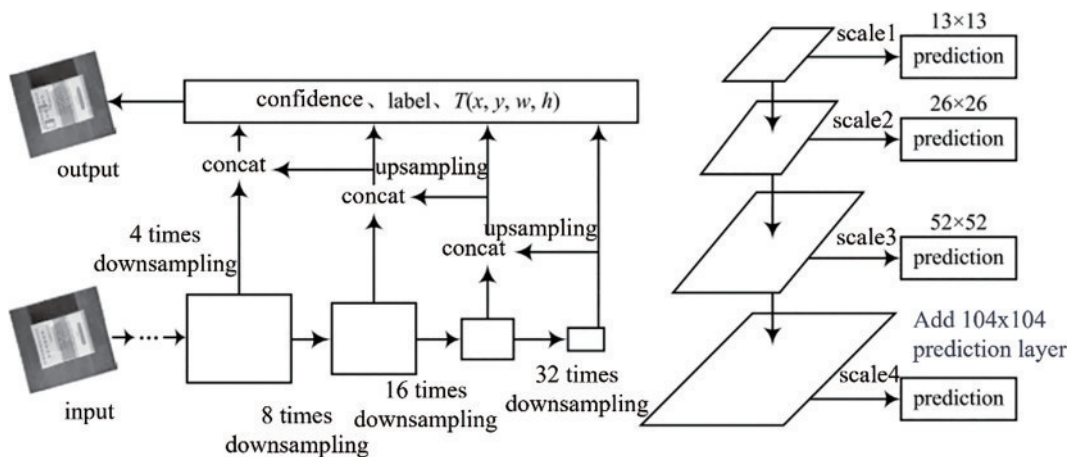 confidence、label、T(x, y, w, h)
output
concat
upsampling
concat
upsampling
concat
4 times
downsampling
...
input
8 times
downsampling
16 times
downsampling
32 times
downsampling
scale1
13×13
prediction
scale2
26×26
prediction
scale3
52×52
prediction
Add 104x104
prediction layer
scale4
prediction